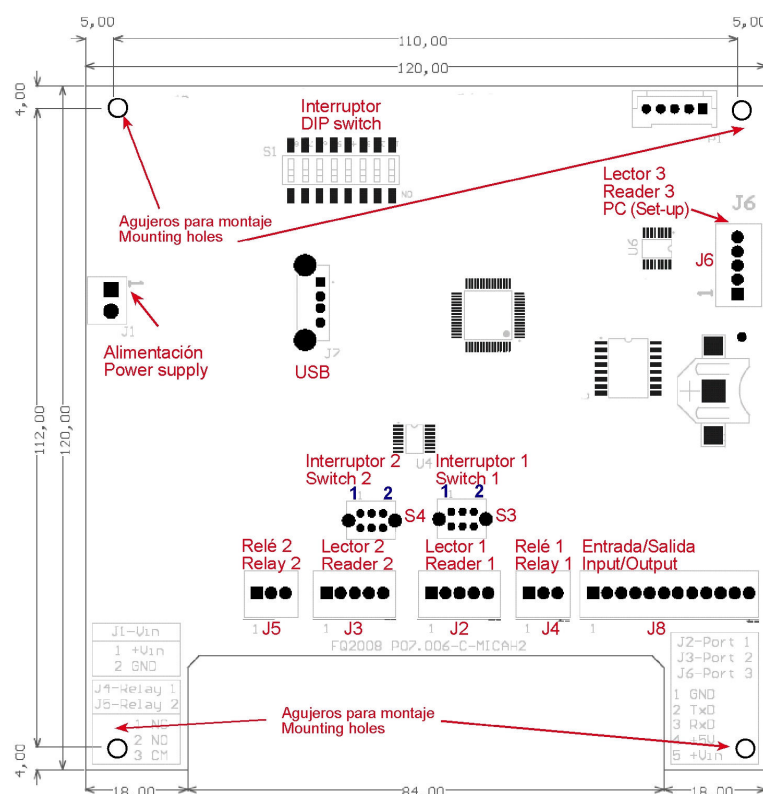 5,00
5,00
110,00
120,00
4,00
Interruptor
DIP switch
S1
NO
P1
Lector 3
Reader 3
PC (Set-up)
J6
J6
U6
1
Agujeros para montaje
Mounting holes
1
J1
Alimentación
Power supply
J7
USB
112,00
120,00
U4
Interruptor 2
Switch 2
Interruptor 1
Switch 1
1 2
1 2
S4
S3
Relé 2
Relay 2
Lector 2
Reader 2
Lector 1
Reader 1
Relé 1
Relay 1
Entrada/Salida
Input/Output
1 J5
1 J3
1 J2
1 J4
1 J8
FQ2008 P07.006-C-MICAH2
J1-Vin
1 +Vin
2 GND
J4-Relay 1
J5-Relay 2
1 NC
2 NO
3 CM
J2-Port 1
J3-Port 2
J6-Port 3
1 GND
2 TxD
3 RxD
4 +5V
5 +Vin
Agujeros para montaje
Mounting holes
4,00
18,00
84,00
18,00